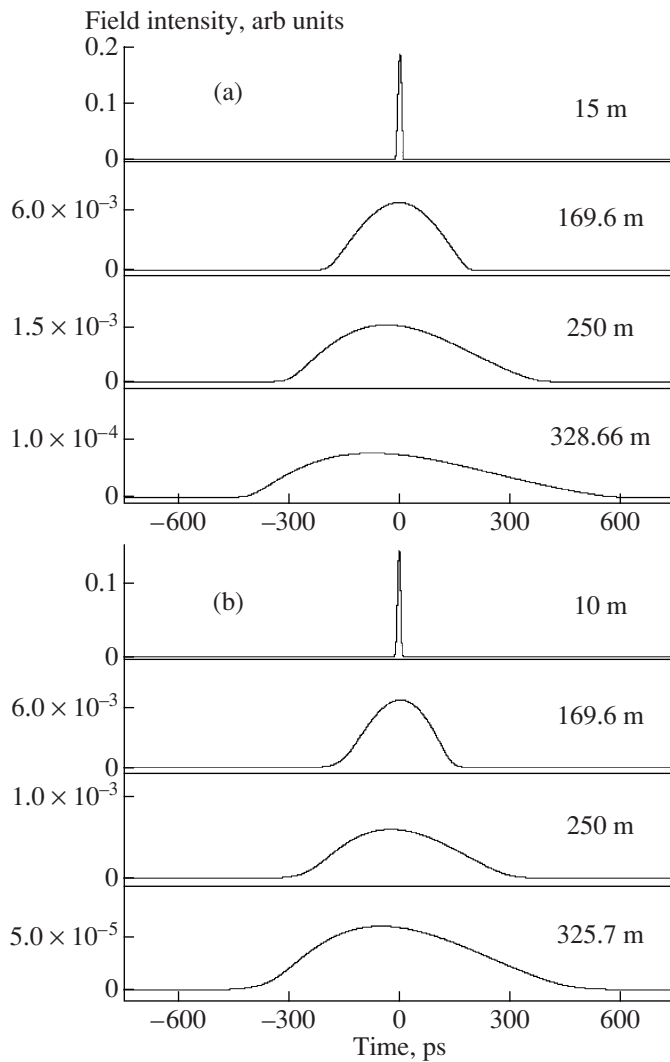 Field intensity, arb units
0.2
(a)
0.1
15 m
0
6.0 × 10⁻³
169.6 m
0
1.5 × 10⁻³
250 m
0
1.0 × 10⁻⁴
328.66 m
0
−600 −300 0 300 600
0.1
(b)
10 m
0
6.0 × 10⁻³
169.6 m
0
1.0 × 10⁻³
250 m
0
5.0 × 10⁻⁵
325.7 m
0
−600 −300 0 300 600
Time, ps